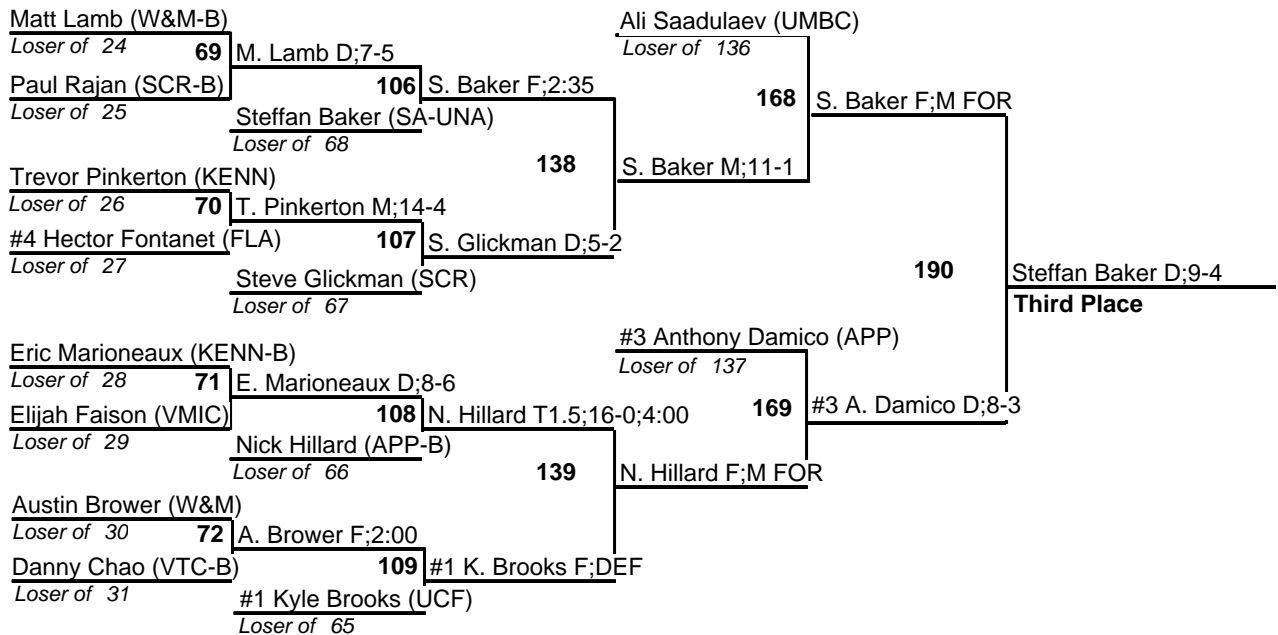 Matt Lamb (W&M-B)
Loser of 24
69
M. Lamb D;7-5
Paul Rajan (SCR-B)
Loser of 25
106
S. Baker F;2:35
Steffan Baker (SA-UNA)
Loser of 68
138
S. Baker M;11-1
Trevor Pinkerton (KENN)
Loser of 26
70
T. Pinkerton M;14-4
#4 Hector Fontanet (FLA)
Loser of 27
107
S. Glickman D;5-2
Steve Glickman (SCR)
Loser of 67
Ali Saadulaev (UMBC)
Loser of 136
168
S. Baker F;M FOR
190
Steffan Baker D;9-4
Third Place
Eric Marioneaux (KENN-B)
Loser of 28
71
E. Marioneaux D;8-6
Elijah Faison (VMIC)
Loser of 29
108
N. Hillard T1.5;16-0;4:00
Nick Hillard (APP-B)
Loser of 66
139
N. Hillard F;M FOR
#3 Anthony Damico (APP)
Loser of 137
169
#3 A. Damico D;8-3
Austin Brower (W&M)
Loser of 30
72
A. Brower F;2:00
Danny Chao (VTC-B)
Loser of 31
109
#1 K. Brooks F;DEF
#1 Kyle Brooks (UCF)
Loser of 65